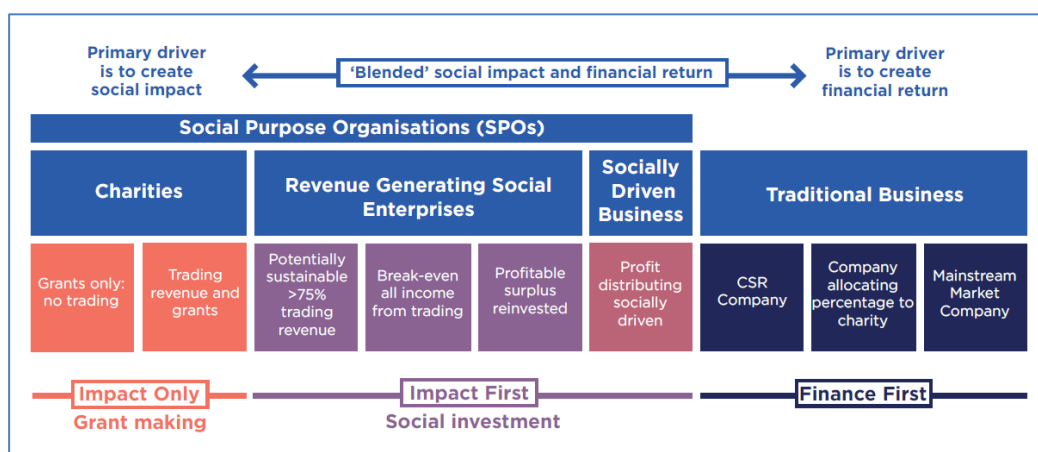 Primary driver
is to create
social impact
‘Blended’ social impact and financial return
Primary driver
is to create
financial return
Social Purpose Organisations (SPOs)
Charities
Revenue Generating Social
Enterprises
Socially
Driven
Business
Traditional Business
Grants only:
no trading
Trading
revenue and
grants
Potentially
sustainable
>75%
trading
revenue
Break-even
all income
from trading
Profitable
surplus
reinvested
Profit
distributing
socially
driven
CSR
Company
Company
allocating
percentage to
charity
Mainstream
Market
Company
Impact Only
Grant making
Impact First
Social investment
Finance First